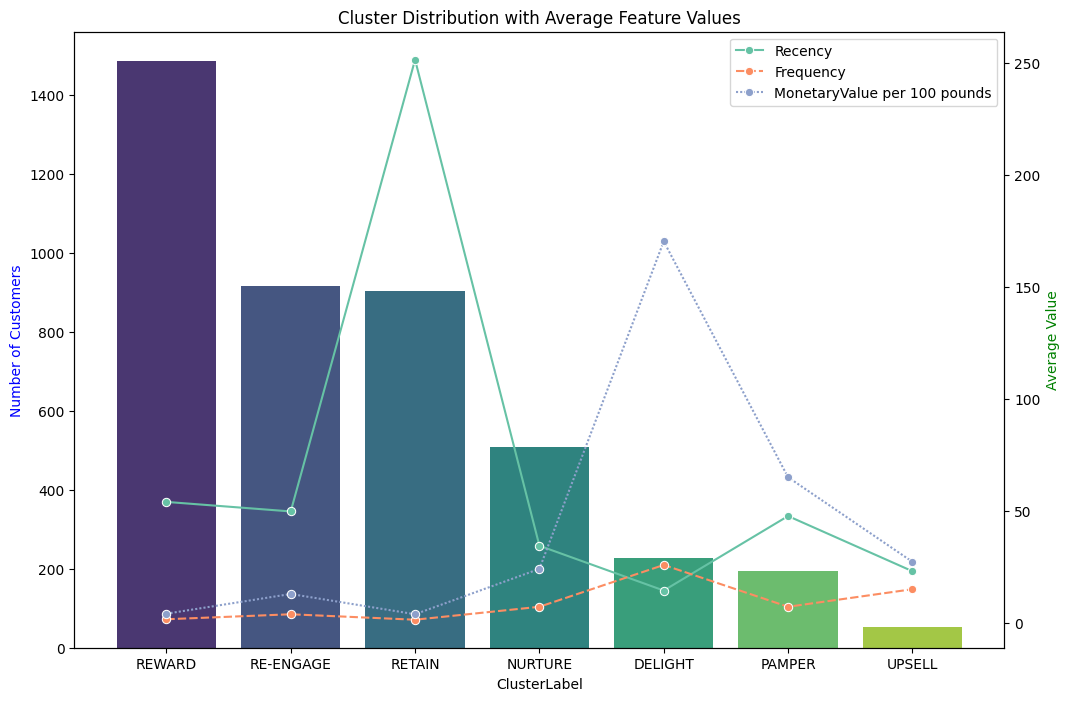 Cluster Distribution with Average Feature Values
Recency
Frequency
MonetaryValue per 100 pounds
Number of Customers
1400
1200
1000
800
600
400
200
0
250
200
150
100
50
0
Average Value
REWARD
RE-ENGAGE
RETAIN
NURTURE
DELIGHT
PAMPER
UPSELL
ClusterLabel